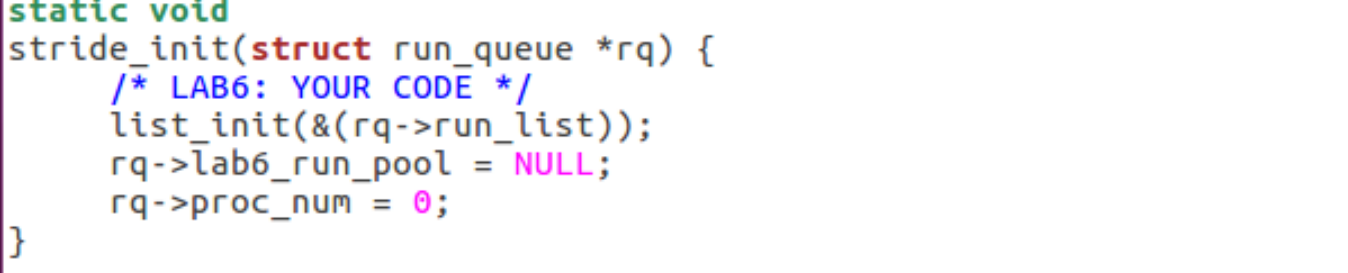 static void
stride_init(struct run_queue *rq) {
     /* LAB6: YOUR CODE */
     list_init(&(rq->run_list));
     rq->lab6_run_pool = NULL;
     rq->proc_num = 0;
}